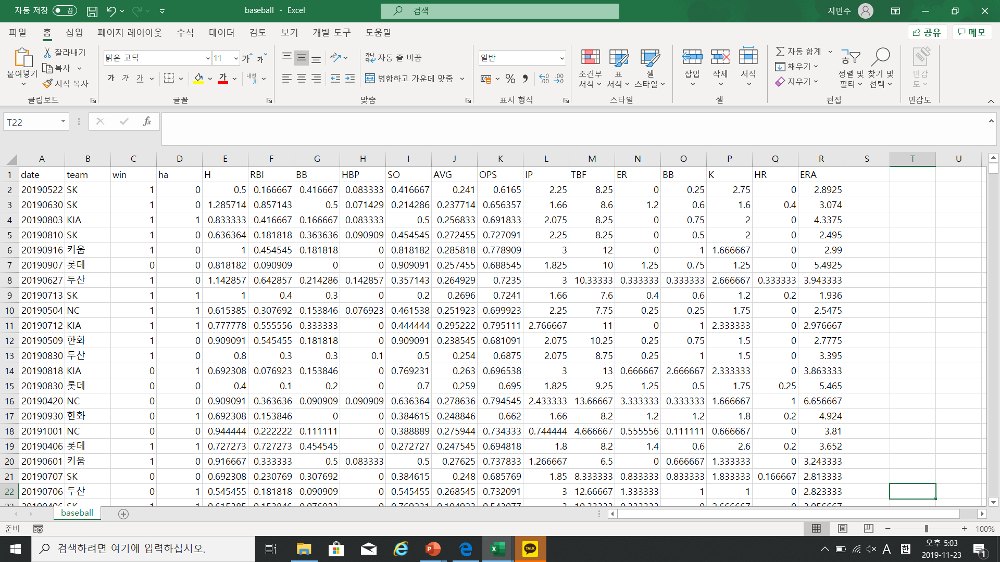 자동 저장 끔 baseball - Excel 검색 지민수
파일 홈 삽입 페이지 레이아웃 수식 데이터 검토 보기 개발 도구 도움말 공유 메모
붙여넣기 잘라내기 복사 서식 복사 클립보드
맑은 고딕 11 가 가 가 가 가 가 내천 글꼴
가나다 자동 줄 바꿈 병합하고 가운데 맞춤 맞춤
일반 % 표시 형식
조건부 서식 표 서식 셀 스타일 스타일
삽입 삭제 서식 셀
자동 합계 채우기 지우기 정렬 및 필터 찾기 및 선택 편집
민감도 민감도
T22 fx
A B C D E F G H I J K L M N O P Q R S T U
1 date team win ha H RBI BB HBP SO AVG OPS IP TBF ER BB K HR ERA
2 20190522 SK 1 0 0.5 0.166667 0.416667 0.083333 0.416667 0.241 0.6165 2.25 8.25 0 0.25 2.75 0 2.8925
3 20190630 SK 1 0 1.285714 0.857143 0.5 0.071429 0.214286 0.237714 0.656357 1.66 8.6 1.2 0.6 1.6 0.4 3.074
4 20190803 KIA 1 1 0.833333 0.416667 0.166667 0.083333 0.5 0.256833 0.691833 2.075 8.25 0 0.75 2 0 4.3375
5 20190810 SK 1 0 0.636364 0.181818 0.363636 0.090909 0.454545 0.272455 0.727091 2.25 8.25 0 0.5 2 0 2.495
6 20190916 키움 1 0 1 0.454545 0.181818 0 0.818182 0.285818 0.778909 3 12 0 1 1.666667 0 2.99
7 20190907 롯데 0 0 0.818182 0.090909 0 0 0.909091 0.257455 0.688545 1.825 10 1.25 0.75 1.25 0 5.4925
8 20190627 두산 1 0 1.142857 0.642857 0.214286 0.142857 0.357143 0.264929 0.7235 3 10.33333 0.333333 0.333333 2.666667 0.333333 3.943333
9 20190713 SK 1 1 1 0.4 0.3 0 0.2 0.2696 0.7241 1.66 7.6 0.4 0.6 1.2 0.2 1.936
10 20190504 NC 1 1 0.615385 0.307692 0.153846 0.076923 0.461538 0.251923 0.699923 2.25 7.75 0.25 0.25 1.75 0 2.5475
11 20190712 KIA 1 1 0.777778 0.555556 0.333333 0 0.444444 0.295222 0.795111 2.766667 11 0 1 2.333333 0 2.976667
12 20190509 한화 1 0 0.909091 0.545455 0.181818 0 0.909091 0.238545 0.681091 2.075 10.25 0.25 0.75 1.5 0 2.7775
13 20190830 두산 1 0 0.8 0.3 0.3 0.1 0.5 0.254 0.6875 2.075 8.75 0.25 1 1.5 0 3.395
14 20190818 KIA 0 1 0.692308 0.076923 0.153846 0 0.769231 0.263 0.696538 3 13 0.666667 2.666667 2.333333 0 3.863333
15 20190830 롯데 0 0 0.4 0.1 0.2 0 0.7 0.259 0.695 1.825 9.25 1.25 0.5 1.75 0.25 5.465
16 20190420 NC 0 0 0.909091 0.363636 0.090909 0.090909 0.636364 0.278636 0.794545 2.433333 13.66667 3.333333 0.333333 1.666667 1 6.656667
17 20190930 한화 0 1 0.692308 0.153846 0 0 0.384615 0.248846 0.662 1.66 8.2 1.2 1.2 1.8 0.2 4.924
18 20191001 NC 0 0 0.944444 0.222222 0.111111 0 0.388889 0.275944 0.734333 0.744444 4.666667 0.555556 0.111111 0.666667 0 3.81
19 20190406 롯데 1 1 0.727273 0.727273 0.454545 0 0.272727 0.247545 0.694818 1.8 8.2 1.4 0.6 2.6 0.2 3.652
20 20190601 키움 1 0 0.916667 0.333333 0.5 0.083333 0.5 0.27625 0.737833 1.266667 6.5 0 0.666667 1.333333 0 3.243333
21 20190707 SK 0 0 0.692308 0.230769 0.307692 0 0.384615 0.248 0.685769 1.85 8.333333 0.833333 0.833333 1.833333 0.166667 2.813333
22 20190706 두산 0 1 0.545455 0.181818 0.090909 0 0.545455 0.268545 0.732091 3 12.66667 1.333333 1 1 0 2.823333
baseball
준비 100%
검색하려면 여기에 입력하십시오. TALK A 한 오후 5:03
2019-11-23 1